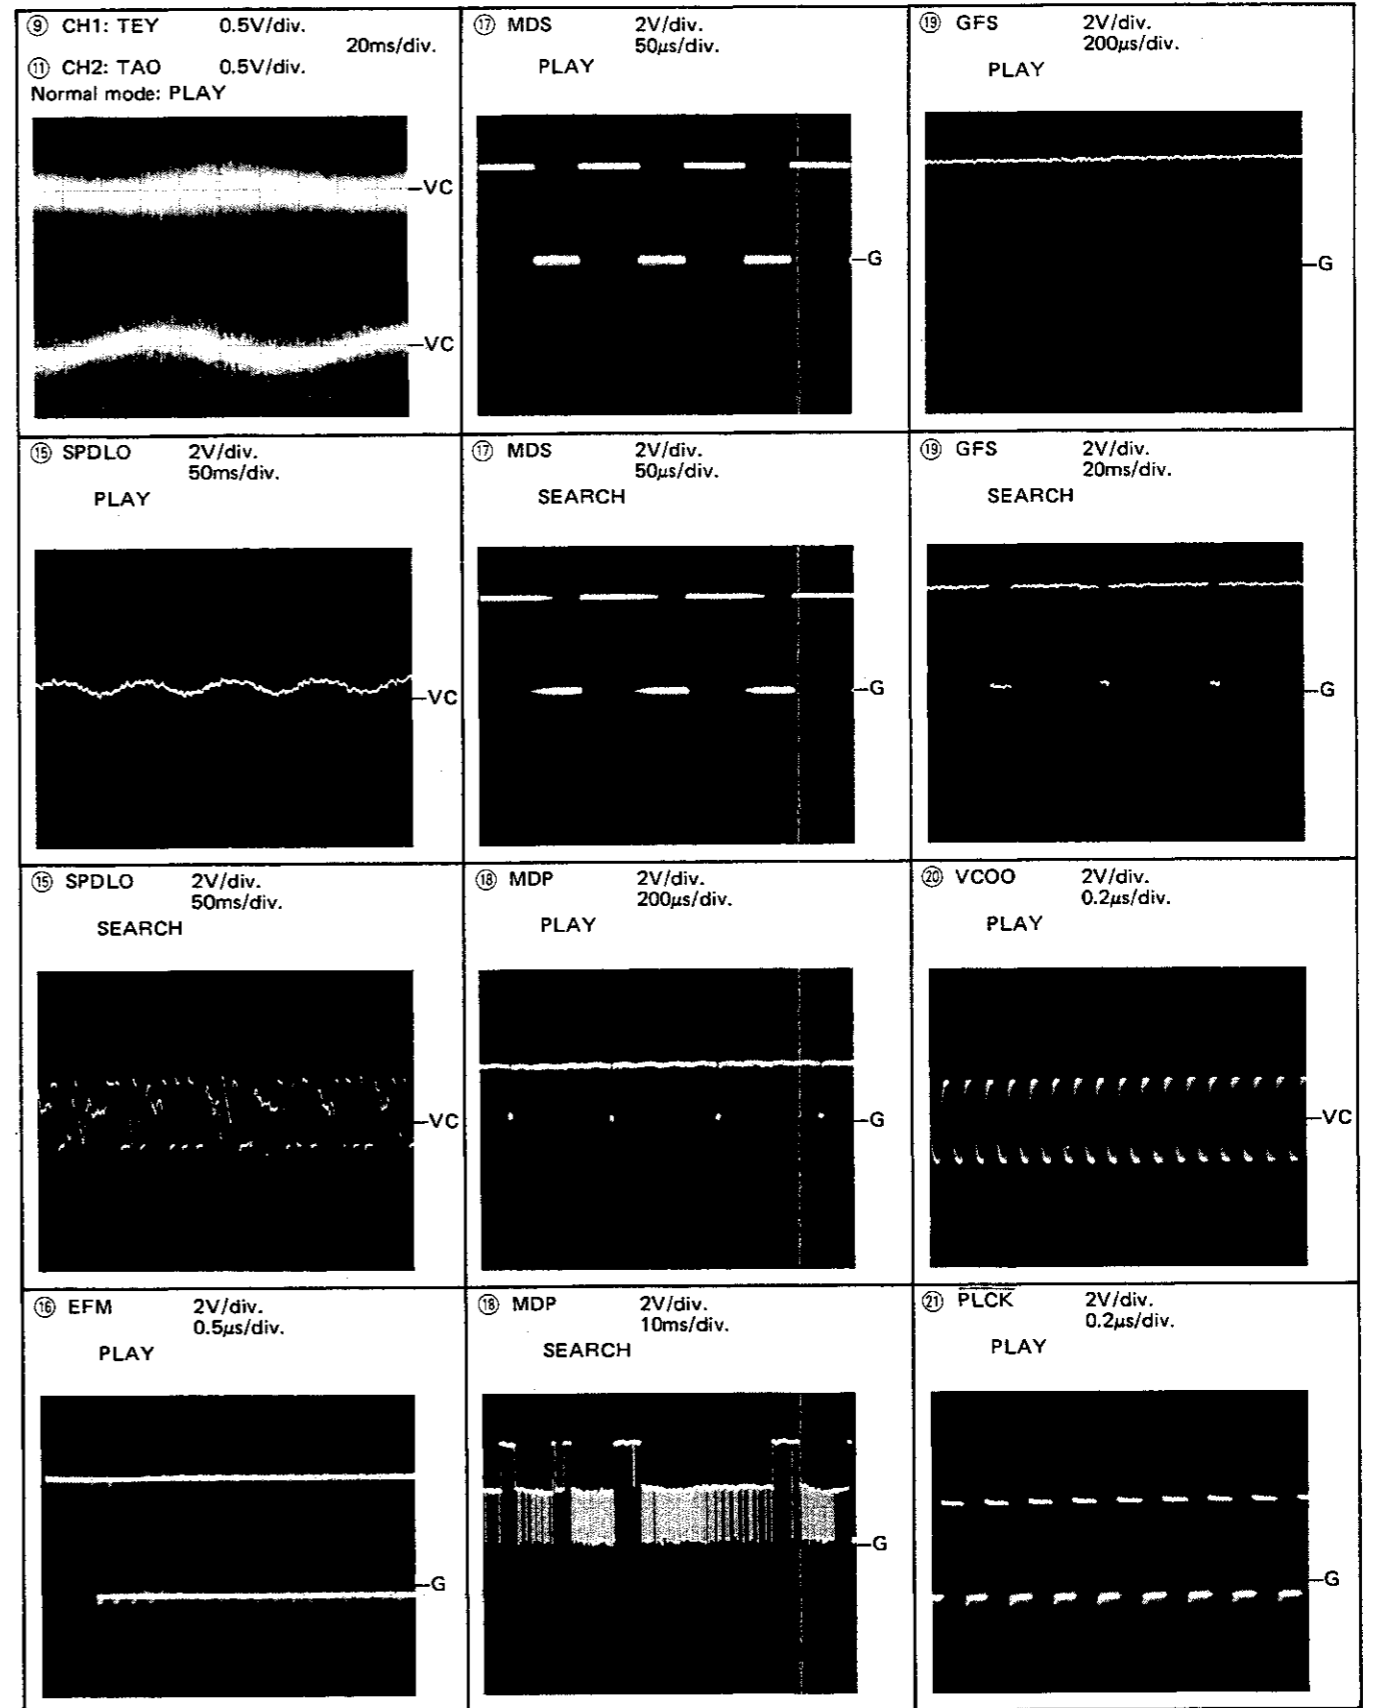 ⑨ CH1: TEY 0.5V/div.
20ms/div.
⑪ CH2: TAO 0.5V/div.
Normal mode: PLAY
VC
VC
⑰ MDS 2V/div.
50μs/div.
PLAY
G
⑲ GFS 2V/div.
200μs/div.
PLAY
G
⑮ SPDLO 2V/div.
50ms/div.
PLAY
VC
⑰ MDS 2V/div.
50μs/div.
SEARCH
G
⑲ GFS 2V/div.
20ms/div.
SEARCH
G
⑮ SPDLO 2V/div.
50ms/div.
SEARCH
VC
⑱ MDP 2V/div.
200μs/div.
PLAY
G
⑳ VCOO 2V/div.
0.2μs/div.
PLAY
VC
⑯ EFM 2V/div.
0.5μs/div.
PLAY
G
⑱ MDP 2V/div.
10ms/div.
SEARCH
G
㉑ PLCK 2V/div.
0.2μs/div.
PLAY
G